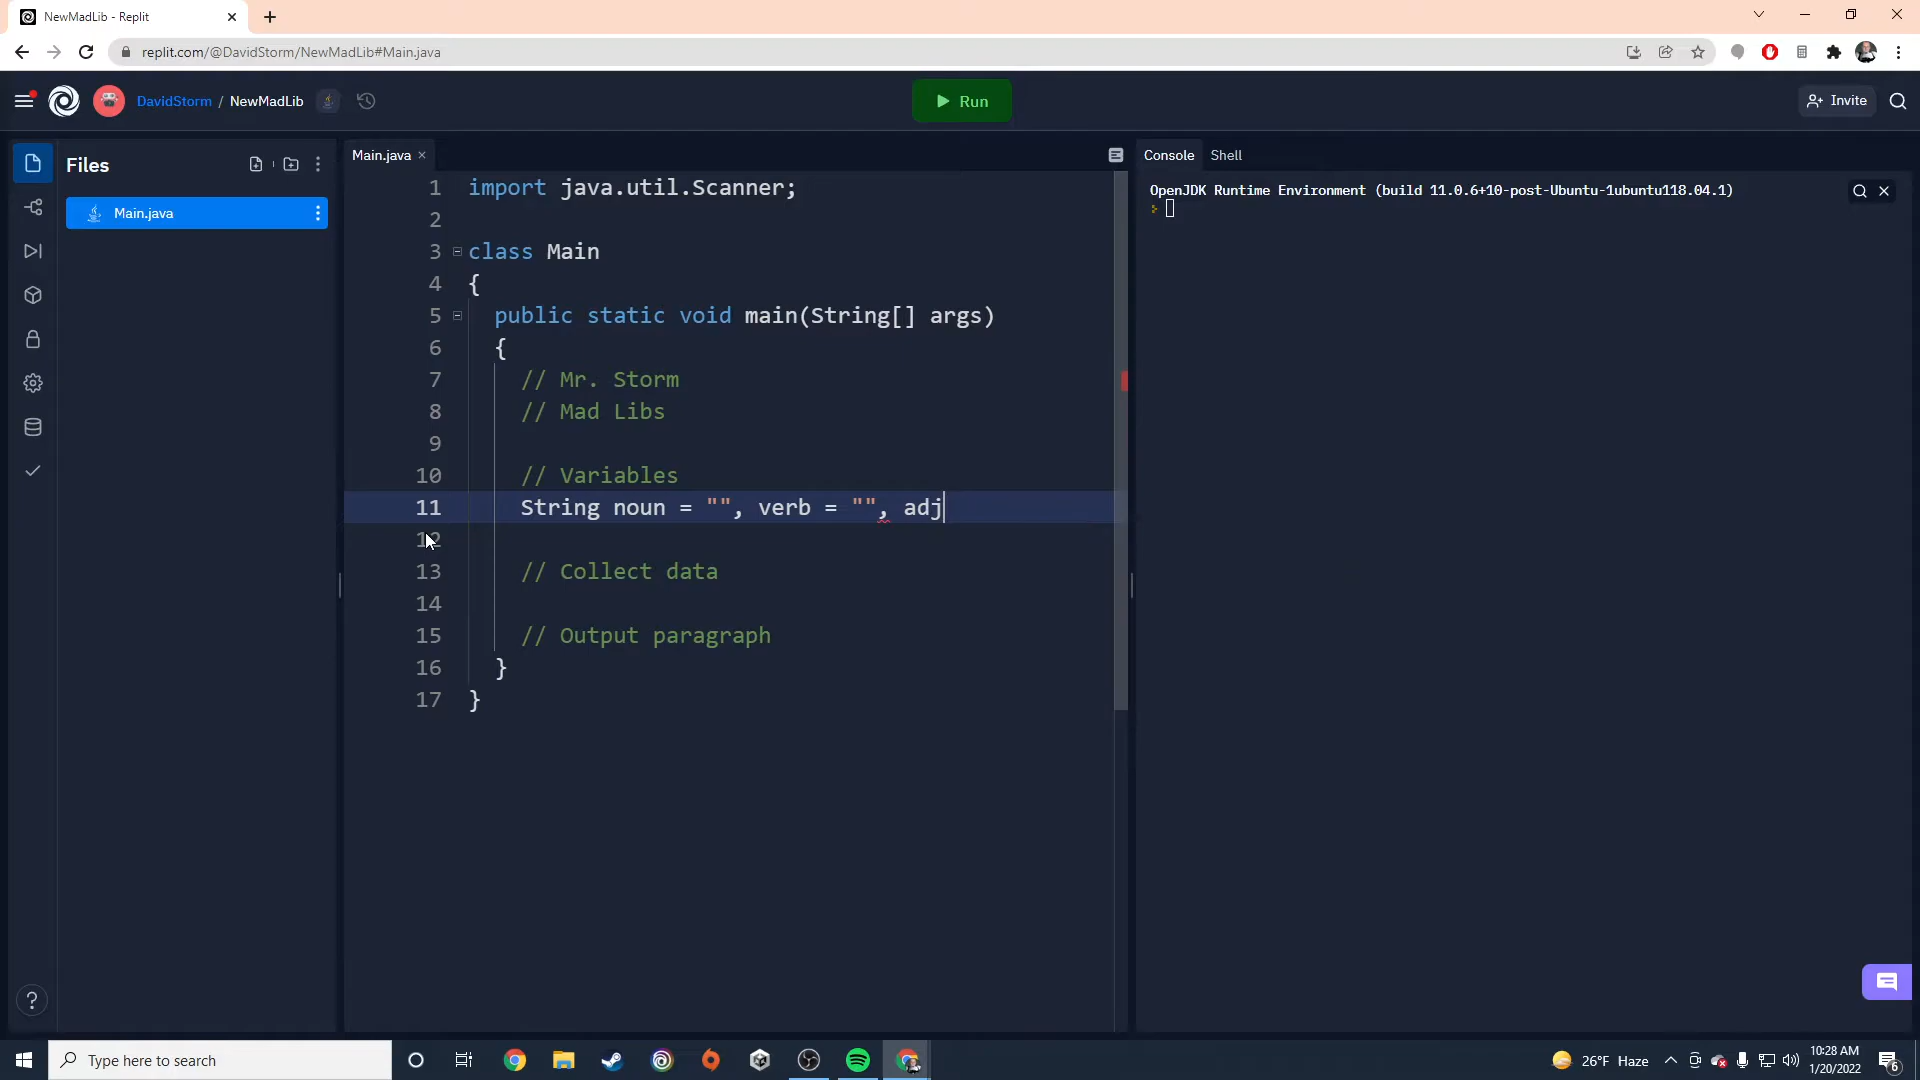 NewMadLib - Replit
replit.com/@DavidStorm/NewMadLib#Main.java
DavidStorm / NewMadLib
Run
Invite
Files
Main.java
Main.java
1 import java.util.Scanner;
2
3 class Main
4 {
5 public static void main(String[] args)
6 {
7 // Mr. Storm
8 // Mad Libs
9
10 // Variables
11 String noun = "", verb = "", adj
12
13 // Collect data
14
15 // Output paragraph
16 }
17 }
Console Shell
OpenJDK Runtime Environment (build 11.0.6+10-post-Ubuntu-1ubuntu118.04.1)
Type here to search
26°F Haze
10:28 AM
1/20/2022
6